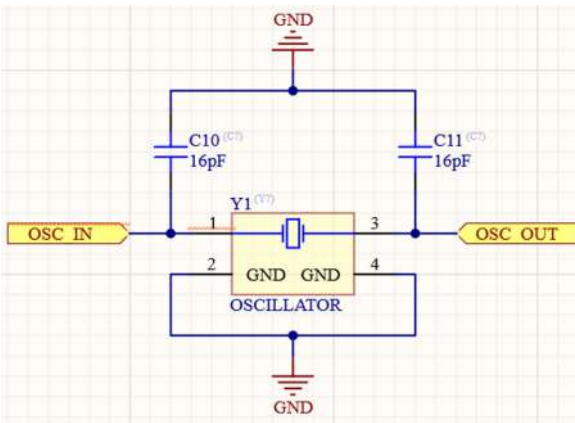 GND
C10 (C?)
16pF
C11 (C?)
16pF
Y1 (Y?)
OSC_IN
1
3
OSC_OUT
2
GND GND
4
OSCILLATOR
GND